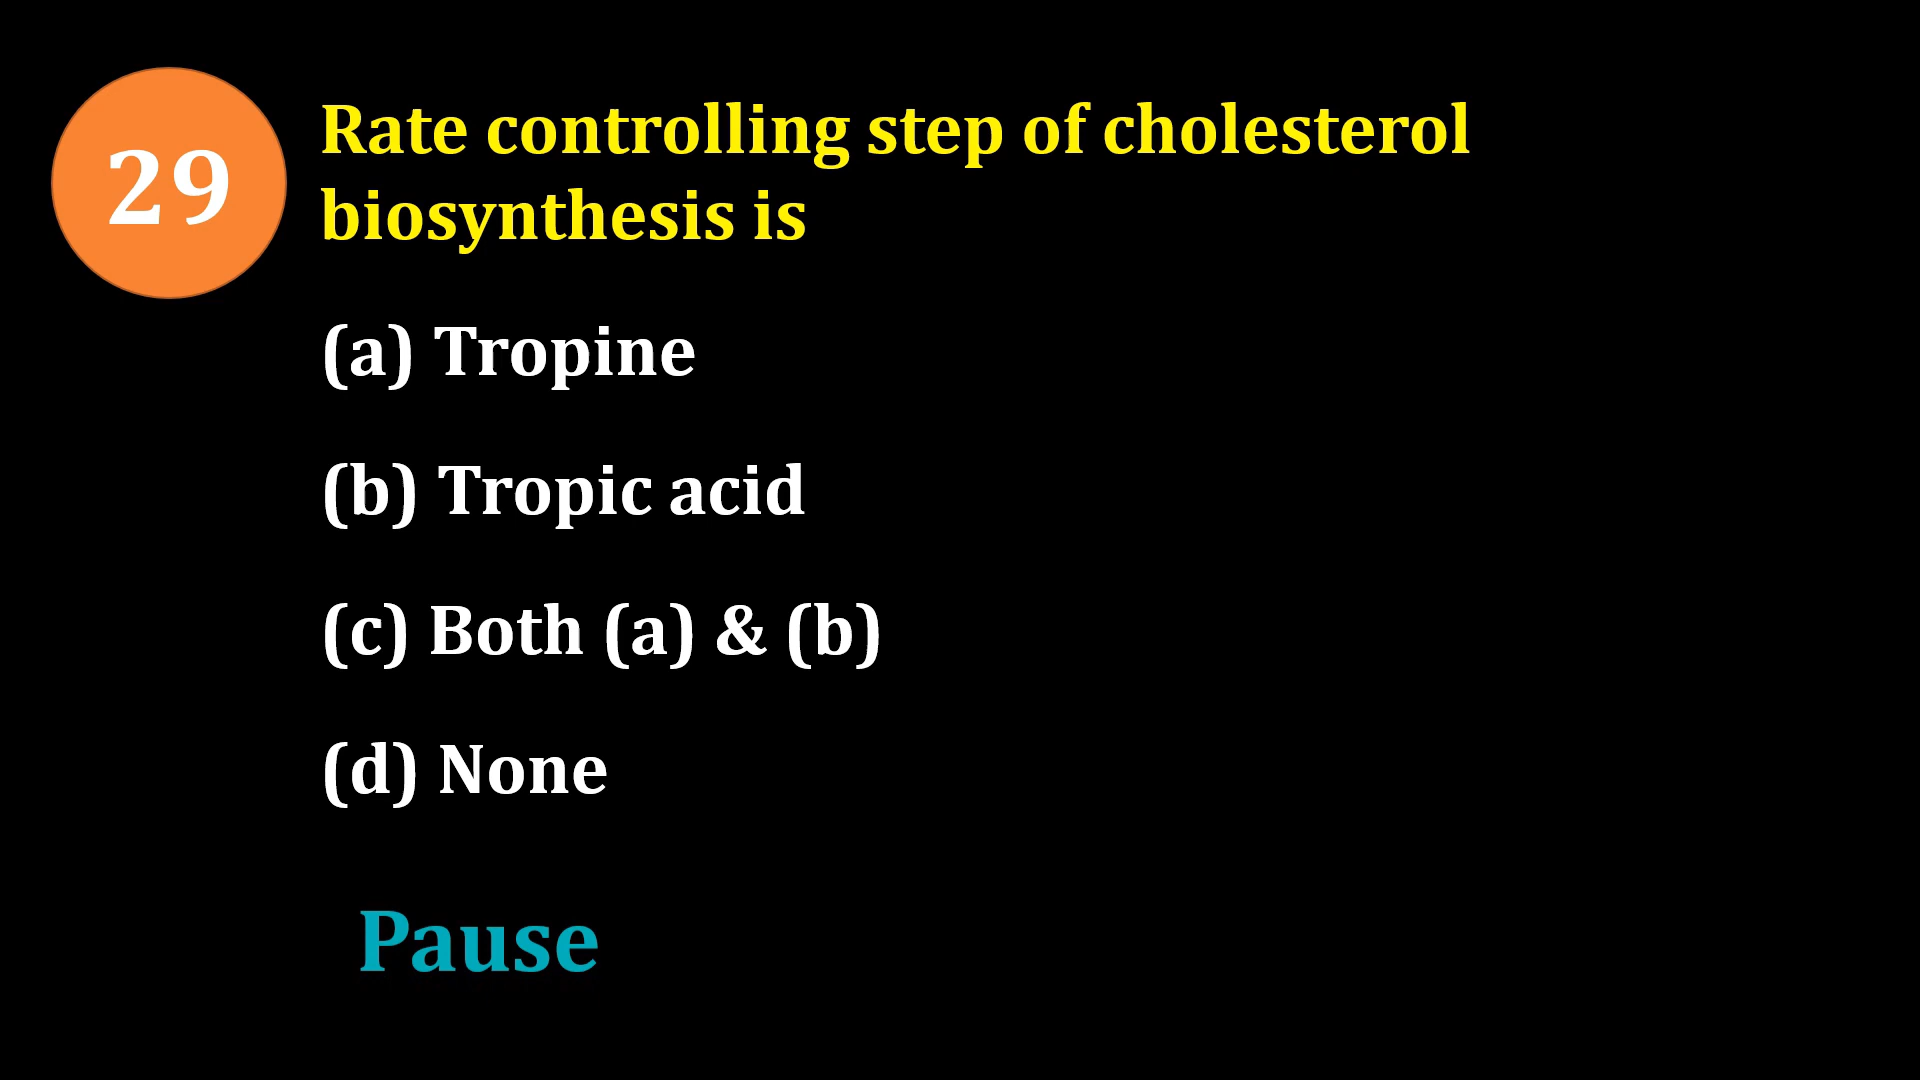 29
Rate controlling step of cholesterol
biosynthesis is
(a) Tropine
(b) Tropic acid
(c) Both (a) & (b)
(d) None
Pause